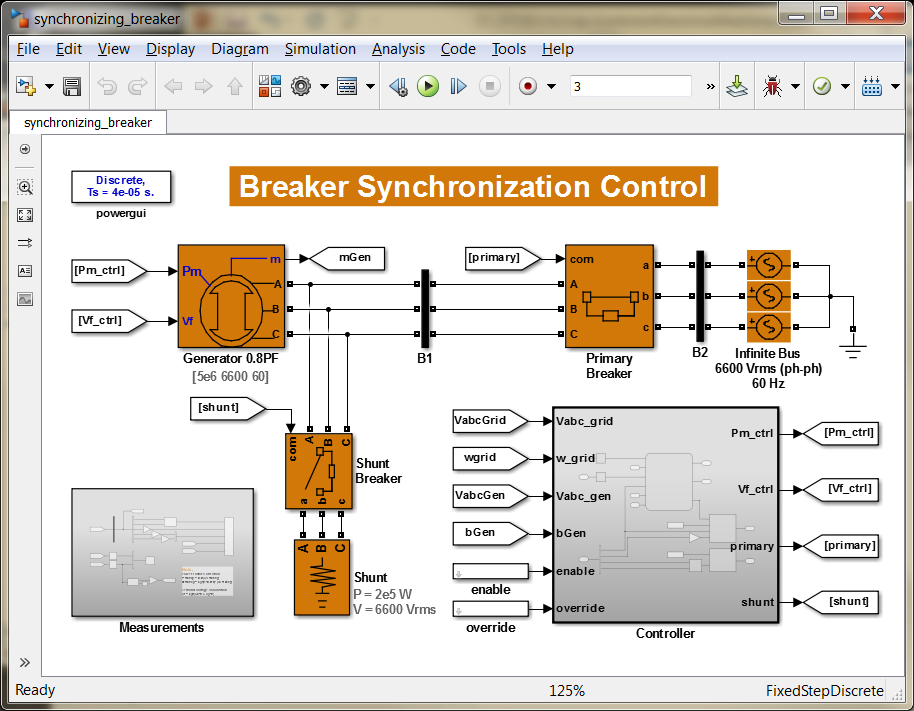 synchronizing_breaker
File Edit View Display Diagram Simulation Analysis Code Tools Help
3
»
synchronizing_breaker
Discrete,
Ts = 4e-05 s.
powergui
Breaker Synchronization Control
[Pm_ctrl]
[Vf_ctrl]
Pm
Vf
m
A
B
C
Generator 0.8PF
[5e6 6600 60]
mGen
B1
[primary]
com
A
B
C
a
b
c
Primary
Breaker
B2
Infinite Bus
6600 Vrms (ph-ph)
60 Hz
[shunt]
com
A
B
C
a
b
c
Shunt
Breaker
A
B
C
Shunt
P = 2e5 W
V = 6600 Vrms
Measurements
VabcGrid
wgrid
VabcGen
bGen
enable
override
Vabc_grid
w_grid
Vabc_gen
bGen
enable
override
Pm_ctrl
Vf_ctrl
primary
shunt
Controller
[Pm_ctrl]
[Vf_ctrl]
[primary]
[shunt]
Ready
125%
FixedStepDiscrete